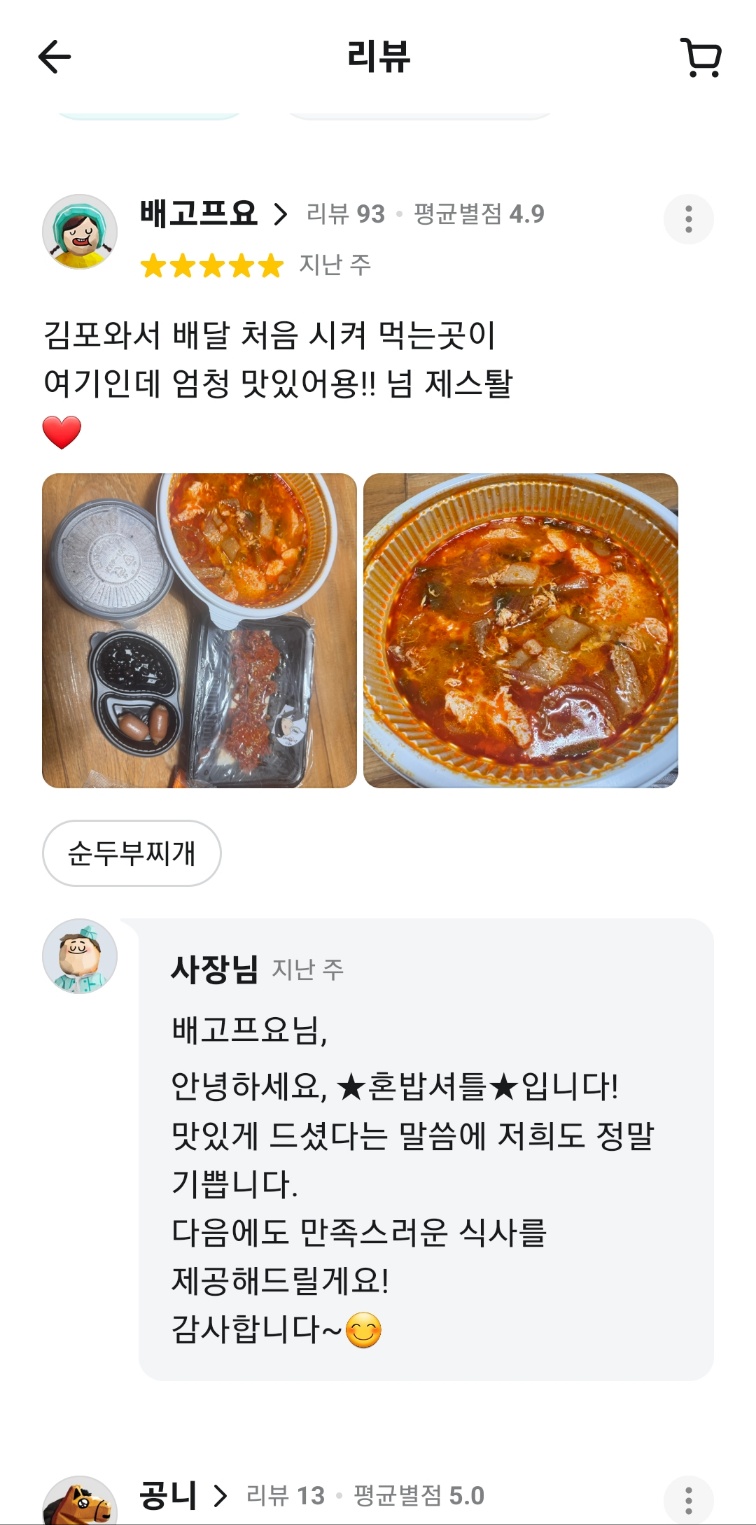 리뷰
배고프요 > 리뷰 93 • 평균별점 4.9
★★★★★ 지난 주
김포와서 배달 처음 시켜 먹는곳이
여기인데 엄청 맛있어용!! 넘 제스퇄
❤️
순두부찌개
사장님 지난 주
배고프요님,
안녕하세요, ★혼밥셔틀★입니다!
맛있게 드셨다는 말씀에 저희도 정말
기쁩니다.
다음에도 만족스러운 식사를
제공해드릴게요!
감사합니다~😊
공니 > 리뷰 13 • 평균별점 5.0